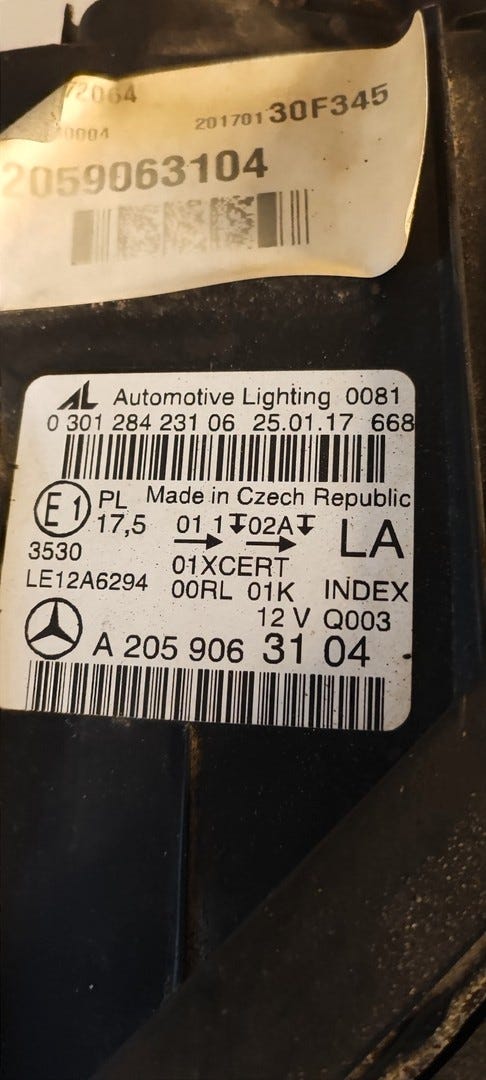 72064
0004
20170130F345
2059063104
AL Automotive Lighting 0081
0 301 284 231 06 25.01.17 668
E1 PL Made in Czech Republic
17,5 01 1 02A LA
3530 01XCERT
LE12A6294 00RL 01K INDEX
12 V Q003
A 205 906 31 04